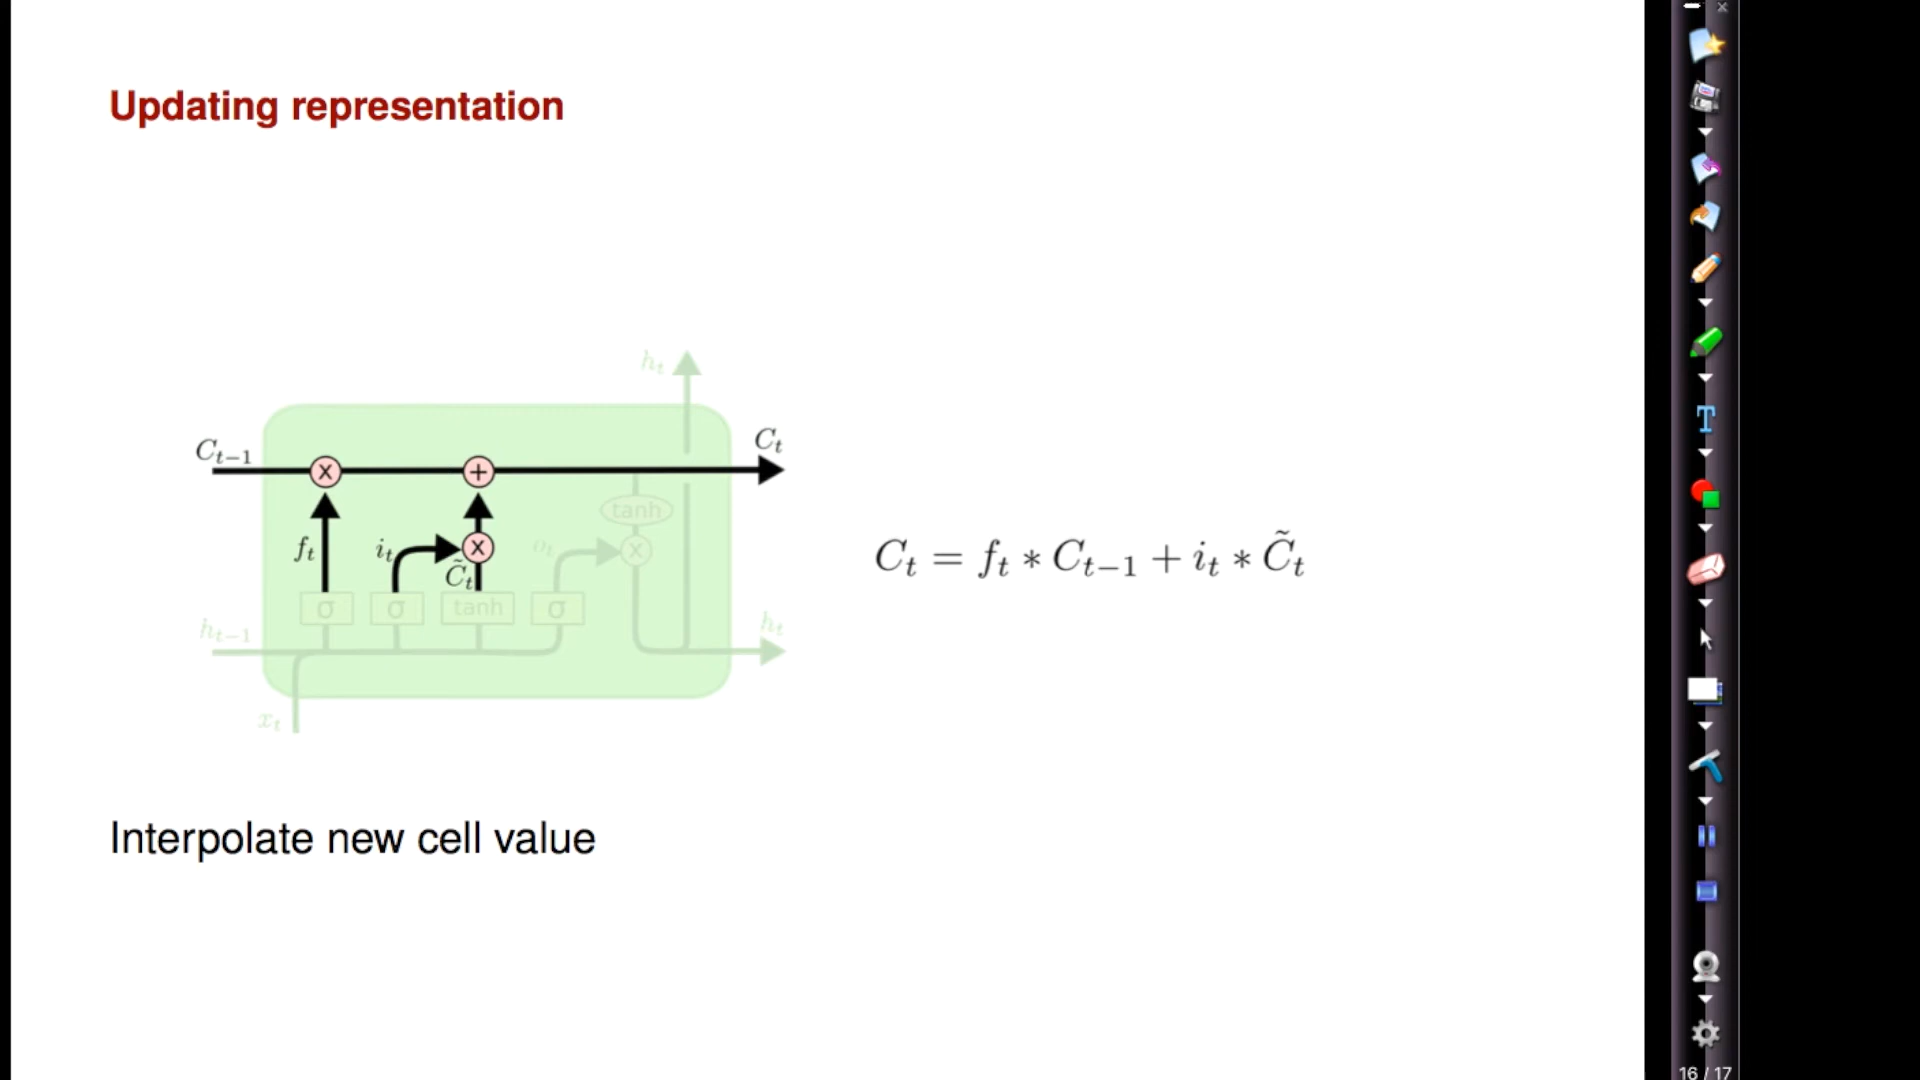 Updating representation
h_t
C_{t-1}
C_t
x
+
tanh
f_t
i_t
x
o_t
x
C̃_t
σ
σ
tanh
σ
h_{t-1}
h_t
x_t
C_t = f_t * C_{t-1} + i_t * C̃_t
Interpolate new cell value
T
16 / 17